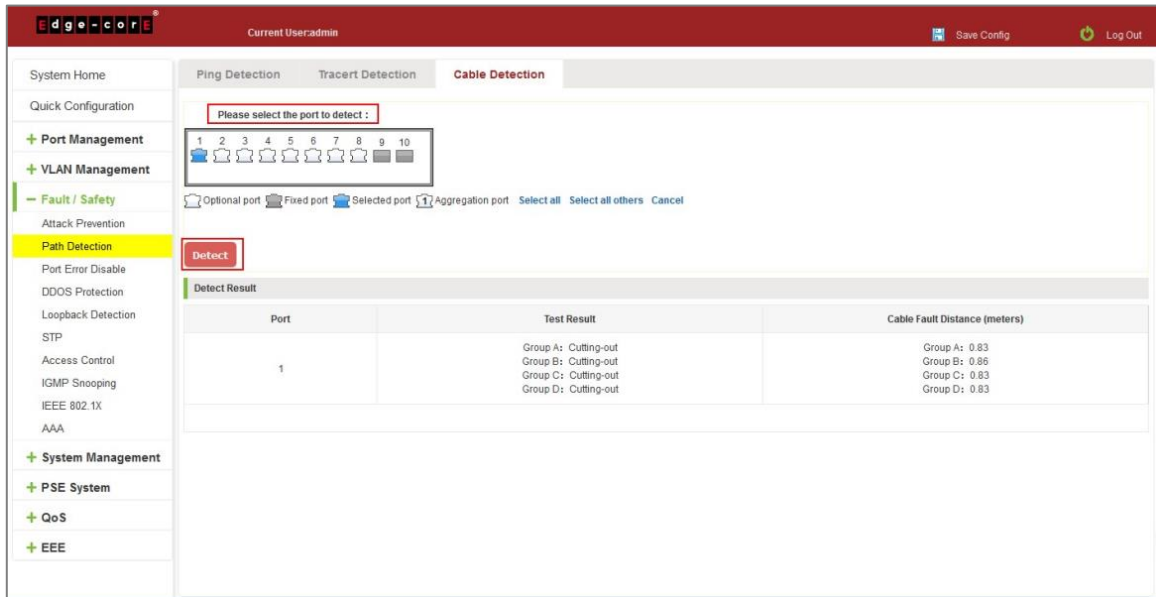 Edge-corE®
Current User:admin
Save Config
Log Out
System Home
Quick Configuration
+ Port Management
+ VLAN Management
− Fault / Safety
Attack Prevention
Path Detection
Port Error Disable
DDOS Protection
Loopback Detection
STP
Access Control
IGMP Snooping
IEEE 802.1X
AAA
+ System Management
+ PSE System
+ QoS
+ EEE
Ping Detection Tracert Detection Cable Detection
Please select the port to detect :
1 2 3 4 5 6 7 8 9 10
Optional port Fixed port Selected port 1 Aggregation port Select all Select all others Cancel
Detect
Detect Result
Port Test Result Cable Fault Distance (meters)
1
Group A: Cutting-out
Group B: Cutting-out
Group C: Cutting-out
Group D: Cutting-out
Group A: 0.83
Group B: 0.86
Group C: 0.83
Group D: 0.83